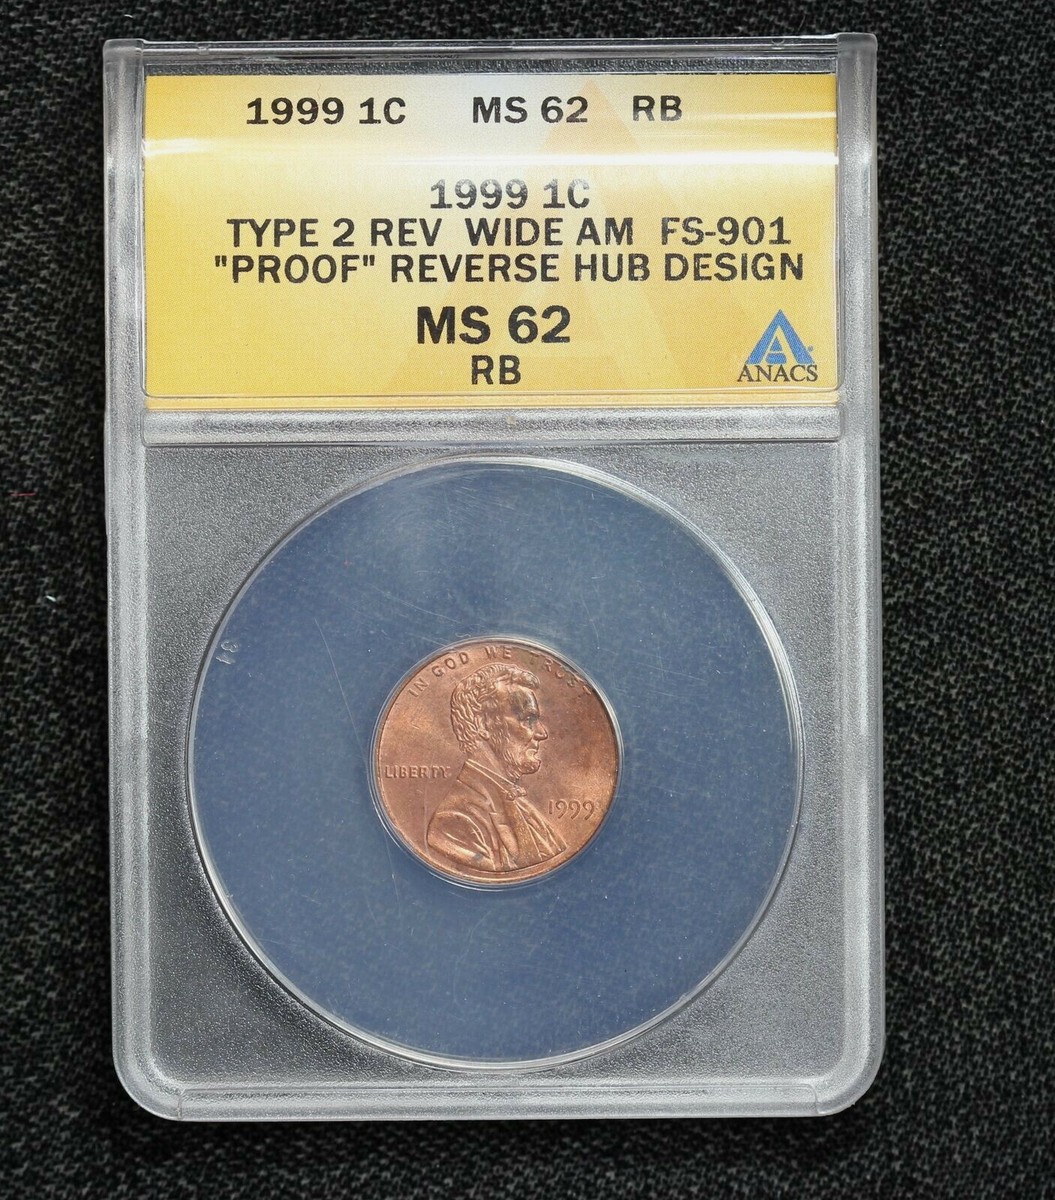 1999 1C MS 62 RB
1999 1C
TYPE 2 REV WIDE AM FS-901
"PROOF" REVERSE HUB DESIGN
MS 62
RB
ANACS
IN GOD WE TRUST
LIBERTY
1999